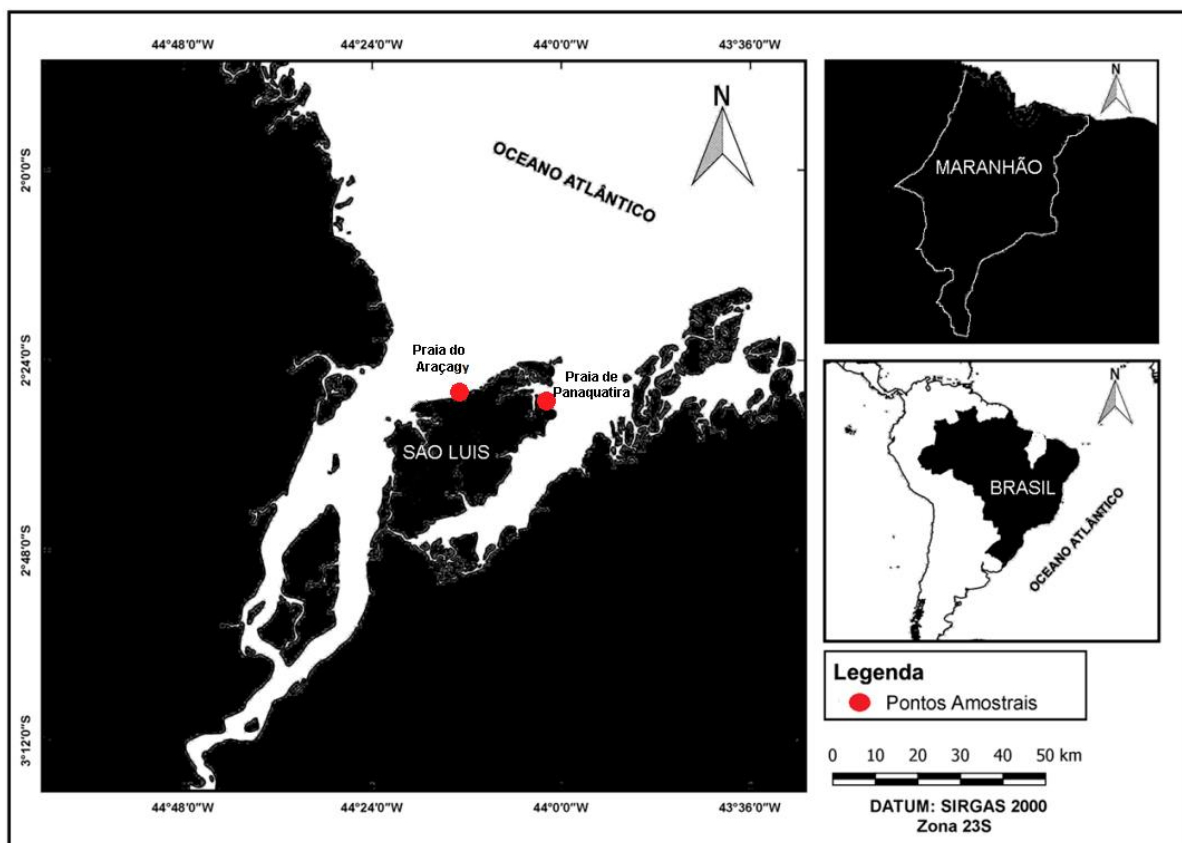 44°48'0"W 44°24'0"W 44°0'0"W 43°36'0"W
2°0'0"S
2°24'0"S
2°48'0"S
3°12'0"S
N
OCEANO ATLÂNTICO
Praia do
Araçagy
Praia de
Panaquatira
SAO LUIS
44°48'0"W 44°24'0"W 44°0'0"W 43°36'0"W
N
MARANHÃO
N
BRASIL
OCEANO ATLÂNTICO
Legenda
Pontos Amostrais
0 10 20 30 40 50 km
DATUM: SIRGAS 2000
Zona 23S